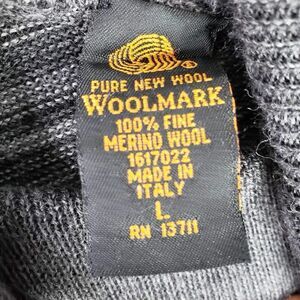 PURE NEW WOOL
WOOLMARK
100% FINE
MERINO WOOL
1617022
MADE IN
ITALY
L
RN 13711